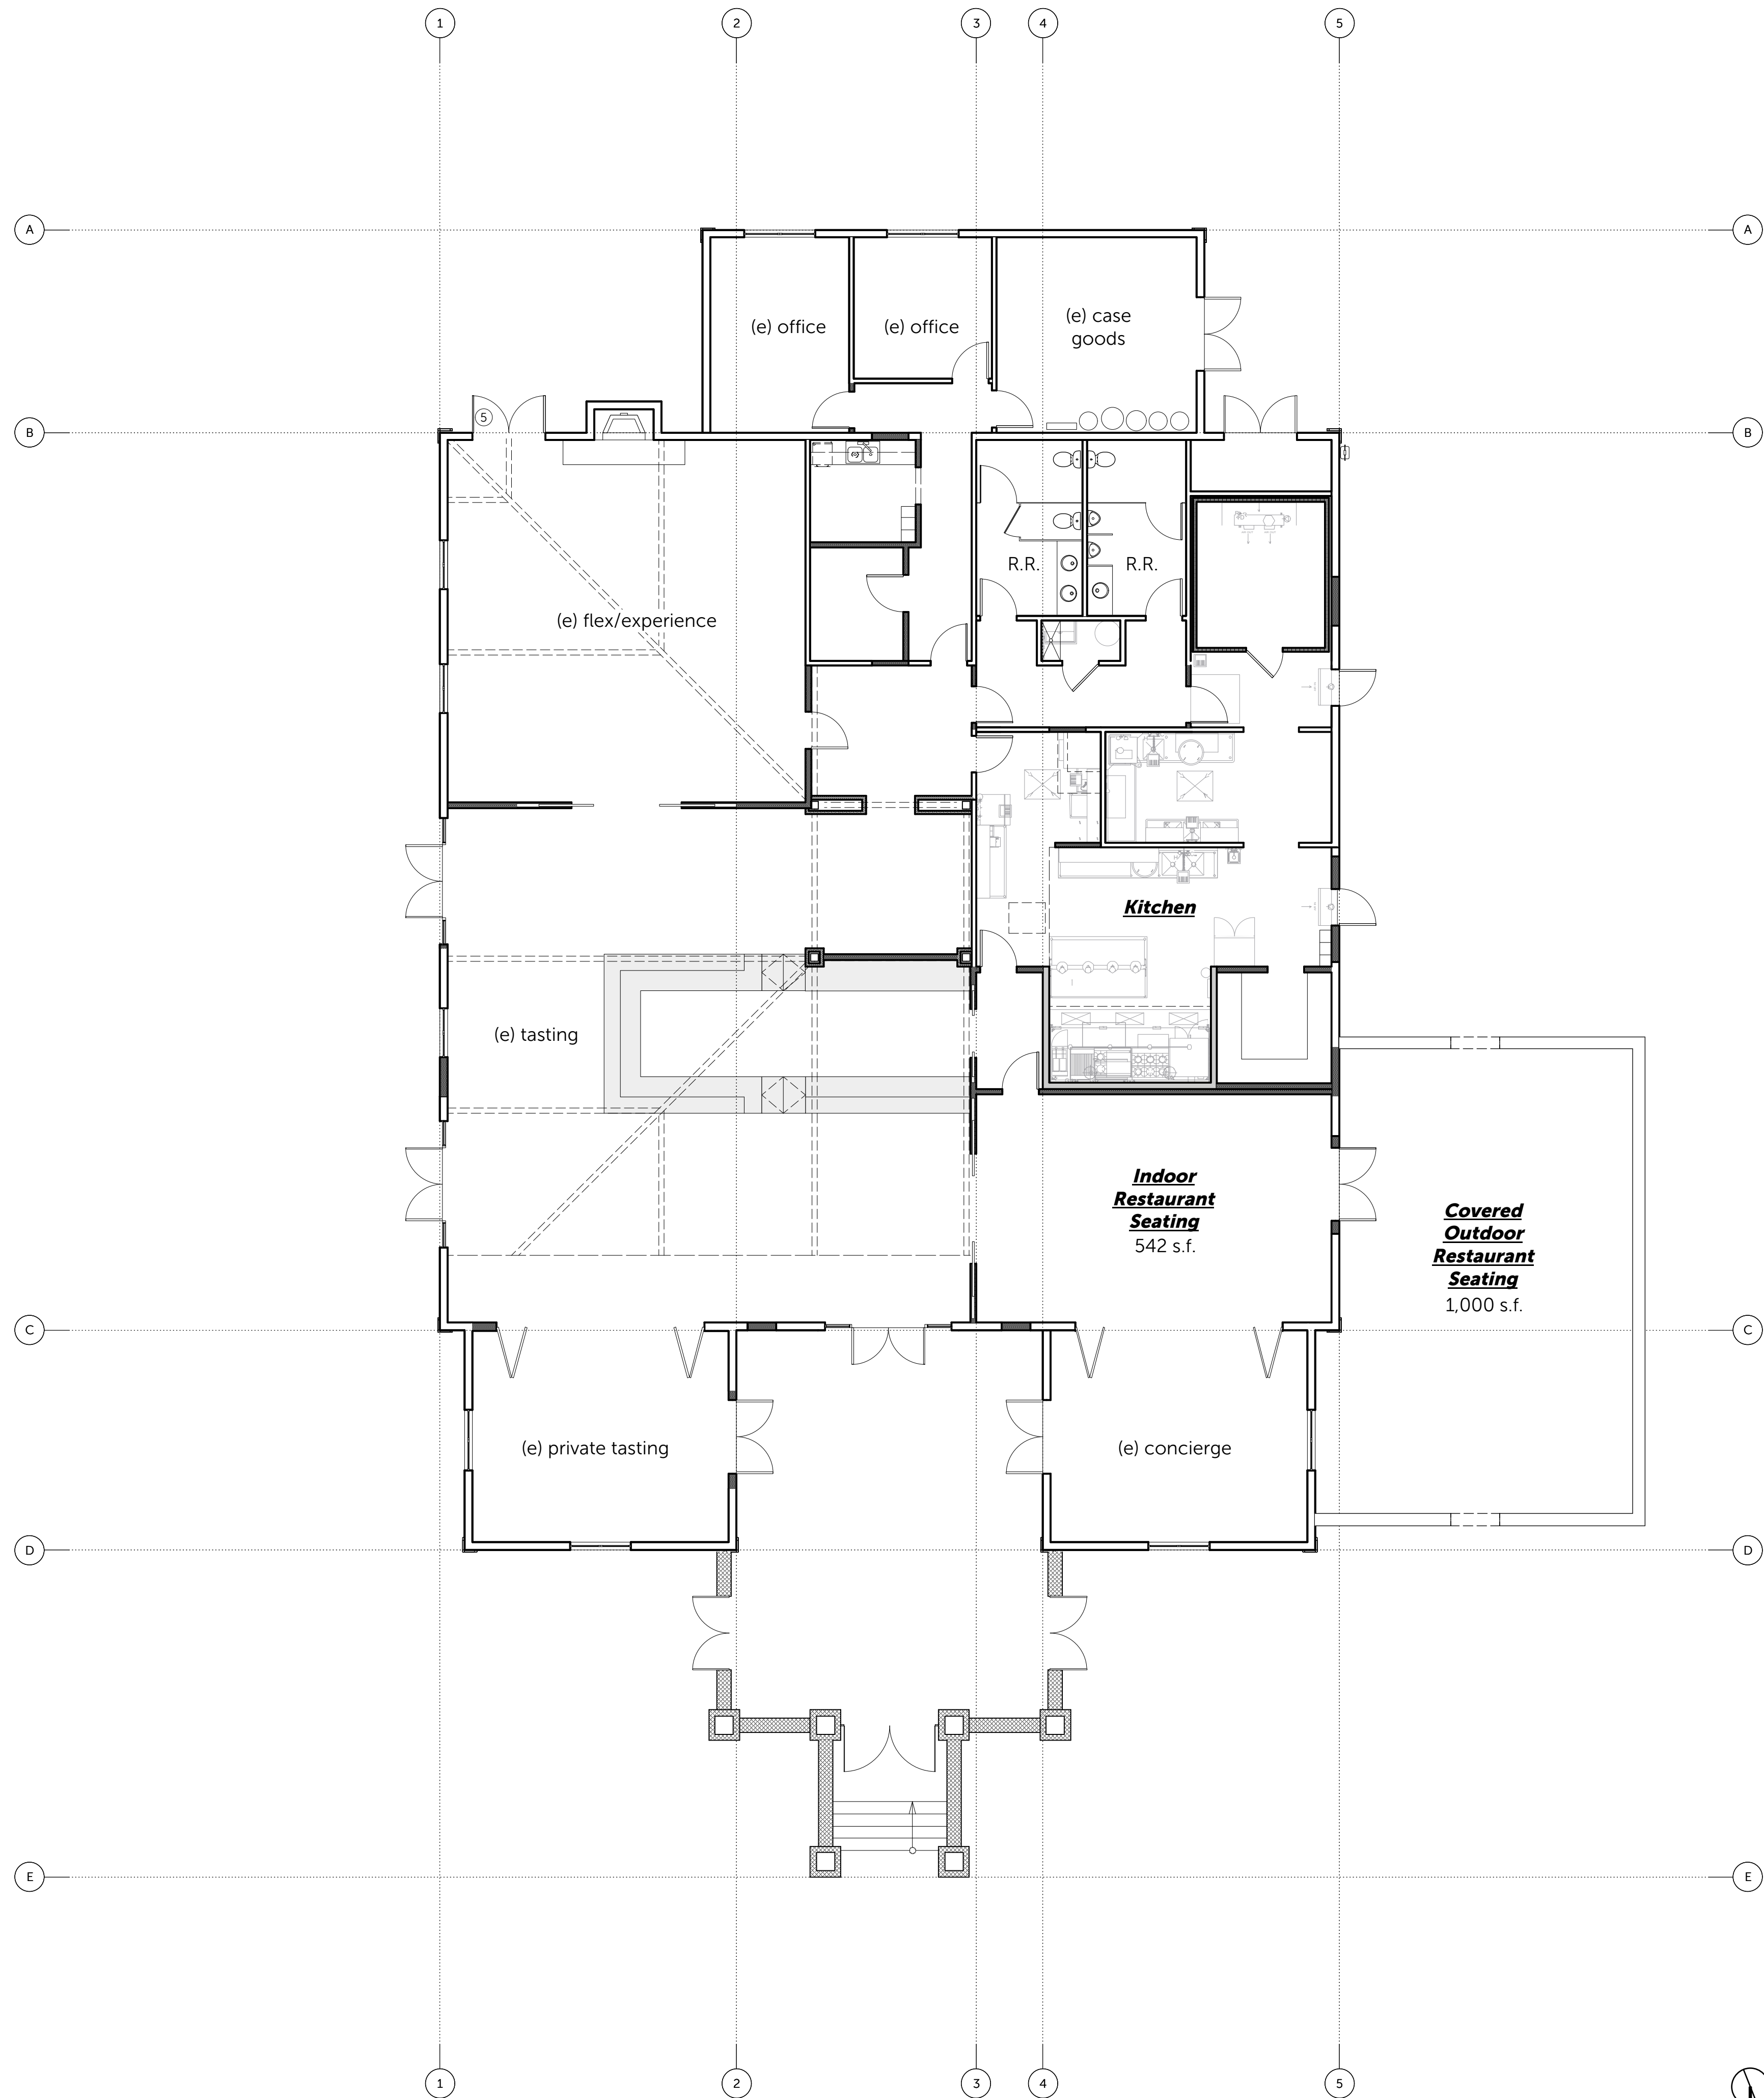 1
2
3
4
5
A
A
(e) case
goods
(e) office
(e) office
5
B
B
R.R.
R.R.
(e) flex/experience
Kitchen
(e) tasting
Indoor
Restaurant
Seating
542 s.f.
Covered
Outdoor
Restaurant
Seating
1,000 s.f.
C
C
(e) private tasting
(e) concierge
D
D
E
E
1
2
3
4
5